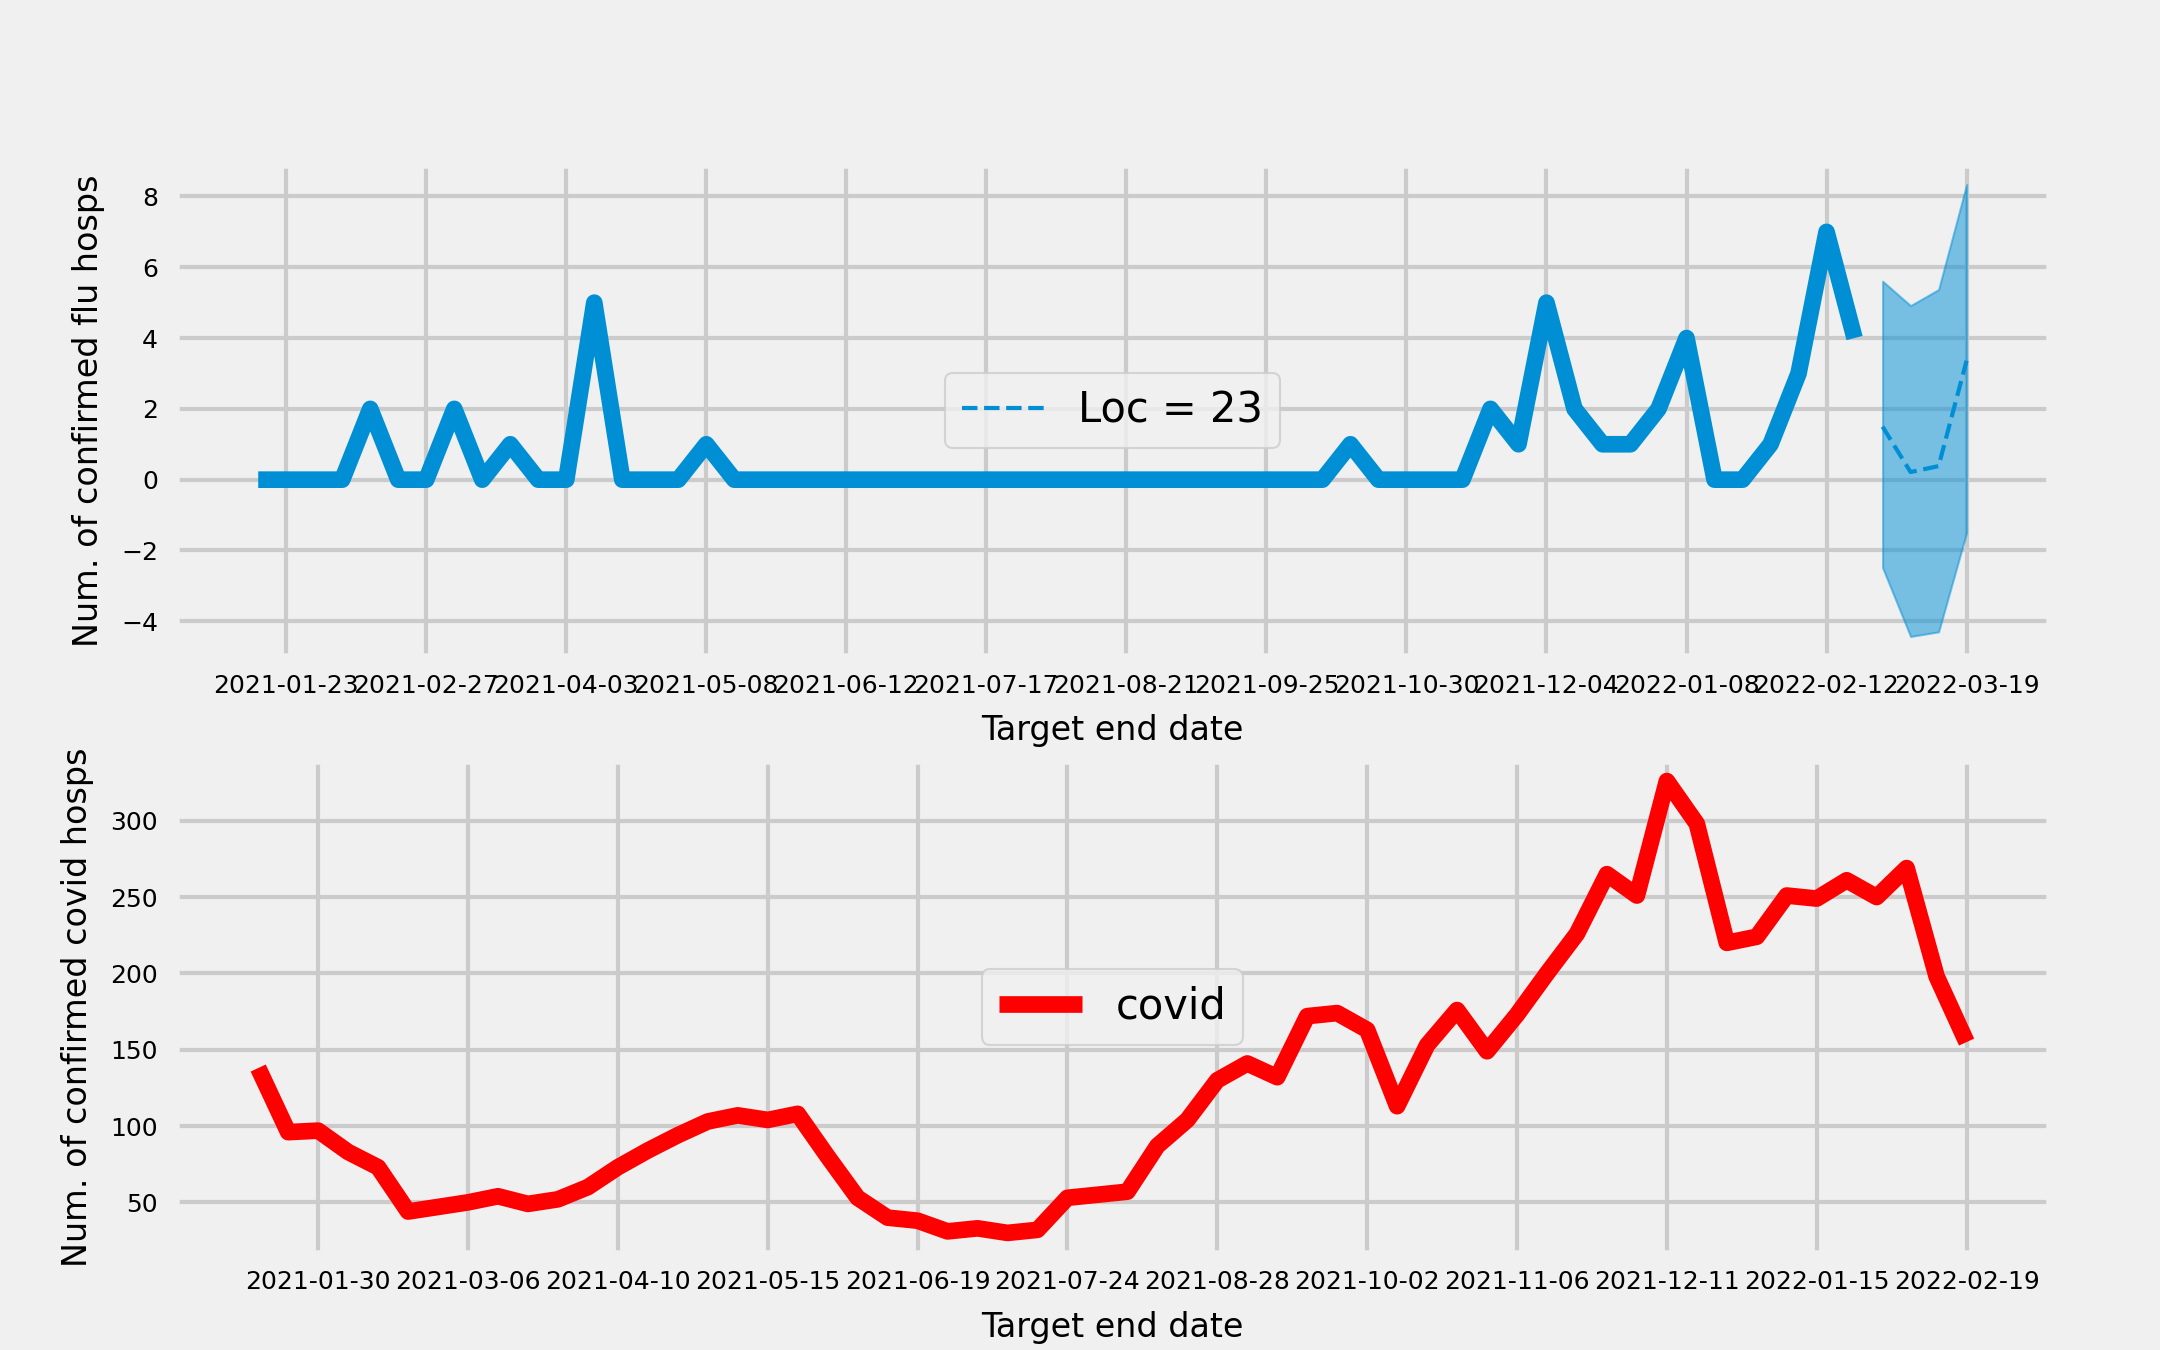 Num. of confirmed flu hosps
8
6
4
2
0
−2
−4
Loc = 23
2021-01-23 2021-02-27 2021-04-03 2021-05-08 2021-06-12 2021-07-17 2021-08-21 2021-09-25 2021-10-30 2021-12-04 2022-01-08 2022-02-12 2022-03-19
Target end date
Num. of confirmed covid hosps
300
250
200
150
100
50
covid
2021-01-30 2021-03-06 2021-04-10 2021-05-15 2021-06-19 2021-07-24 2021-08-28 2021-10-02 2021-11-06 2021-12-11 2022-01-15 2022-02-19
Target end date